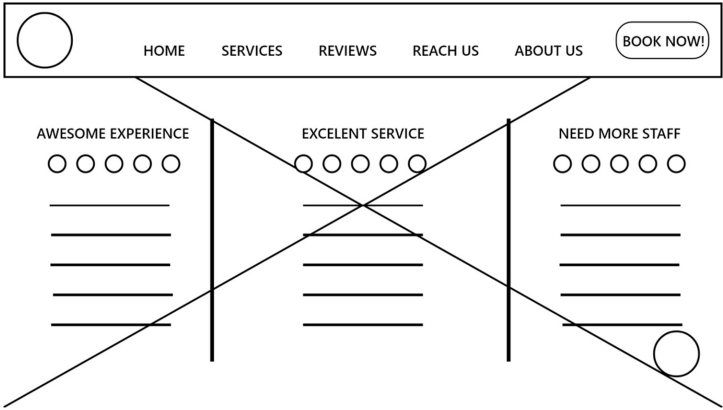 HOME SERVICES REVIEWS REACH US ABOUT US BOOK NOW!
AWESOME EXPERIENCE EXCELENT SERVICE NEED MORE STAFF